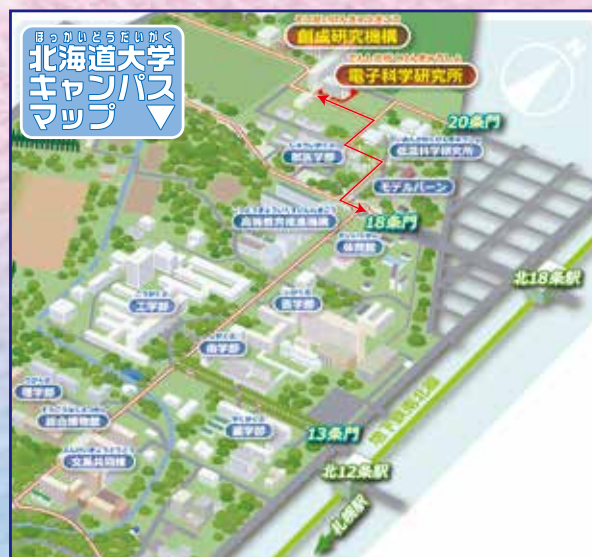 ほっかいどうだいがく
北海道大学
キャンパス
マップ ▼
創成研究機構
電子科学研究所
20条門
獣医学部
低温科学研究所
モデルバーン
高等教育推進機構
18条門
体育館
北18条駅
工学部
医学部
歯学部
理学部
総合博物館
薬学部
文系共同棟
13条門
地下鉄南北線
北12条駅
札幌駅